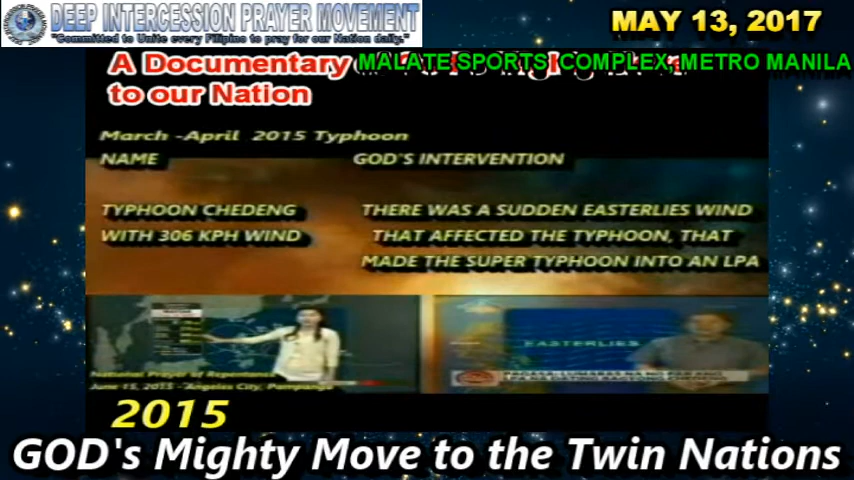 DEEP INTERCESSION PRAYER MOVEMENT
"Committed to Unite every Filipino to pray for our Nation daily."
MAY 13, 2017
MALATE SPORTS COMPLEX, METRO MANILA
A Documentary
to our Nation
March -April 2015 Typhoon
NAME GOD'S INTERVENTION
TYPHOON CHEDENG THERE WAS A SUDDEN EASTERLIES WIND
WITH 306 KPH WIND THAT AFFECTED THE TYPHOON, THAT
MADE THE SUPER TYPHOON INTO AN LPA
EASTERLIES
National Prayer of Repentance
June 15, 2015 - Angeles City, Pampanga
2015
GOD's Mighty Move to the Twin Nations